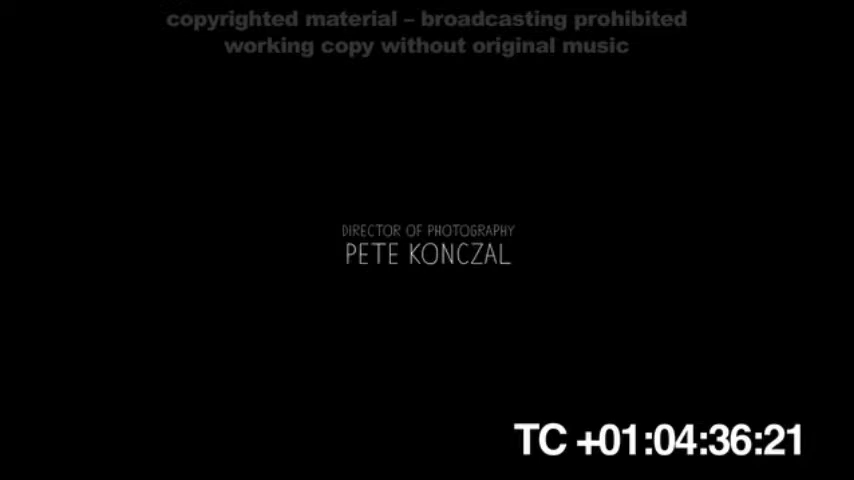 copyrighted material – broadcasting prohibited
working copy without original music
DIRECTOR OF PHOTOGRAPHY
PETE KONCZAL
TC +01:04:36:21